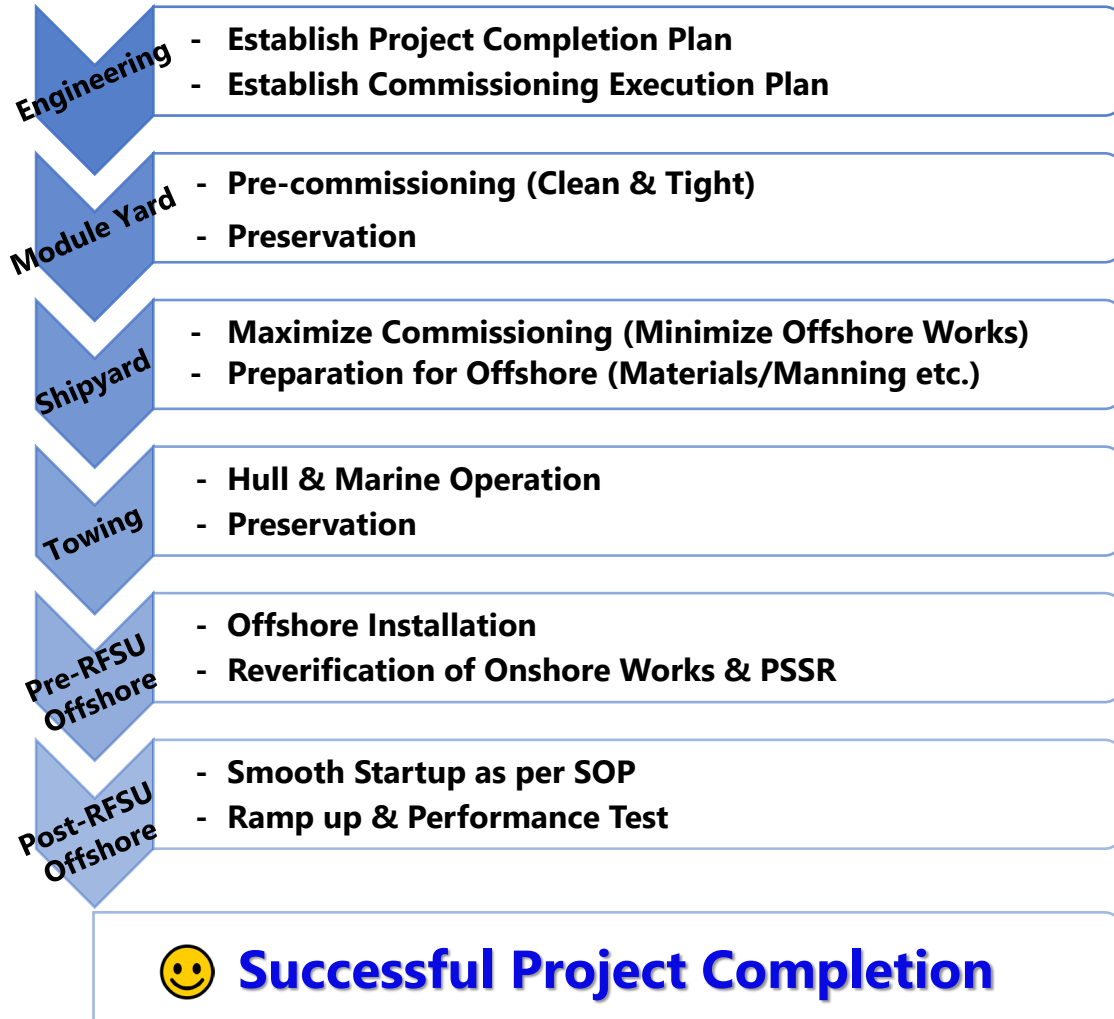 Engineering
- Establish Project Completion Plan
- Establish Commissioning Execution Plan
Module Yard
- Pre-commissioning (Clean & Tight)
- Preservation
Shipyard
- Maximize Commissioning (Minimize Offshore Works)
- Preparation for Offshore (Materials/Manning etc.)
Towing
- Hull & Marine Operation
- Preservation
Pre-RFSU
Offshore
- Offshore Installation
- Reverification of Onshore Works & PSSR
Post-RFSU
Offshore
- Smooth Startup as per SOP
- Ramp up & Performance Test
Successful Project Completion